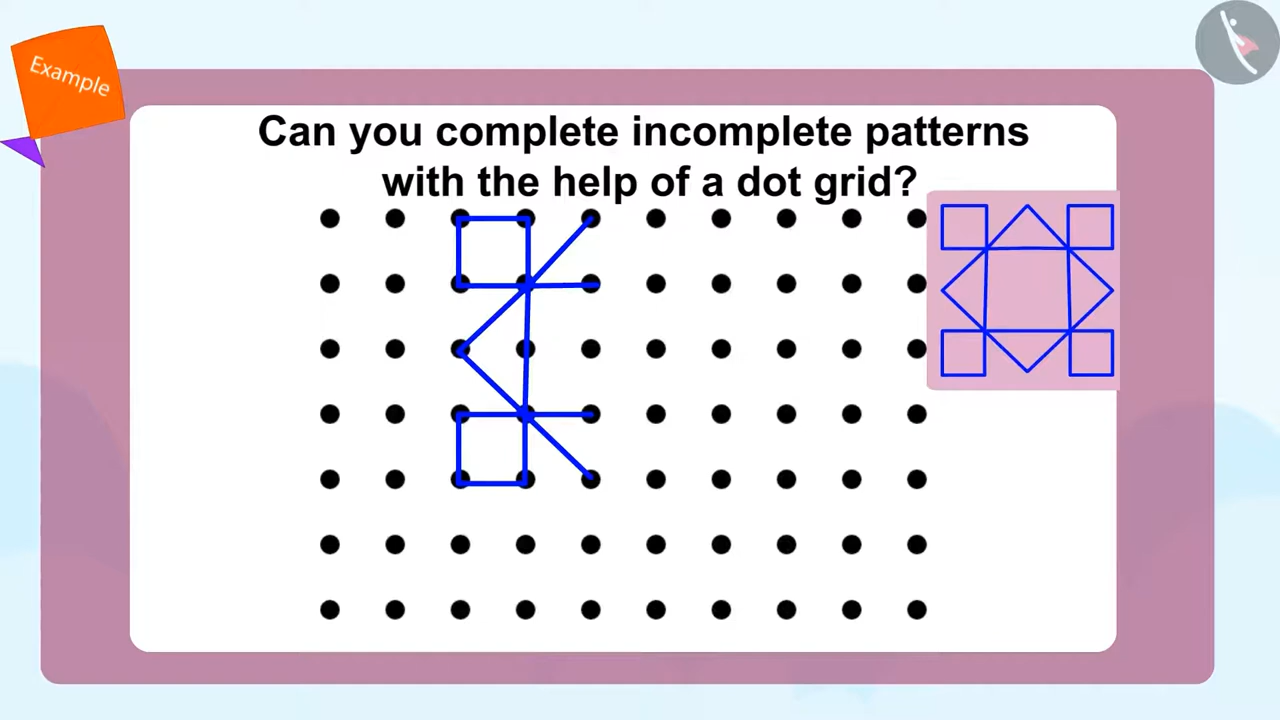 Example
Can you complete incomplete patterns
with the help of a dot grid?